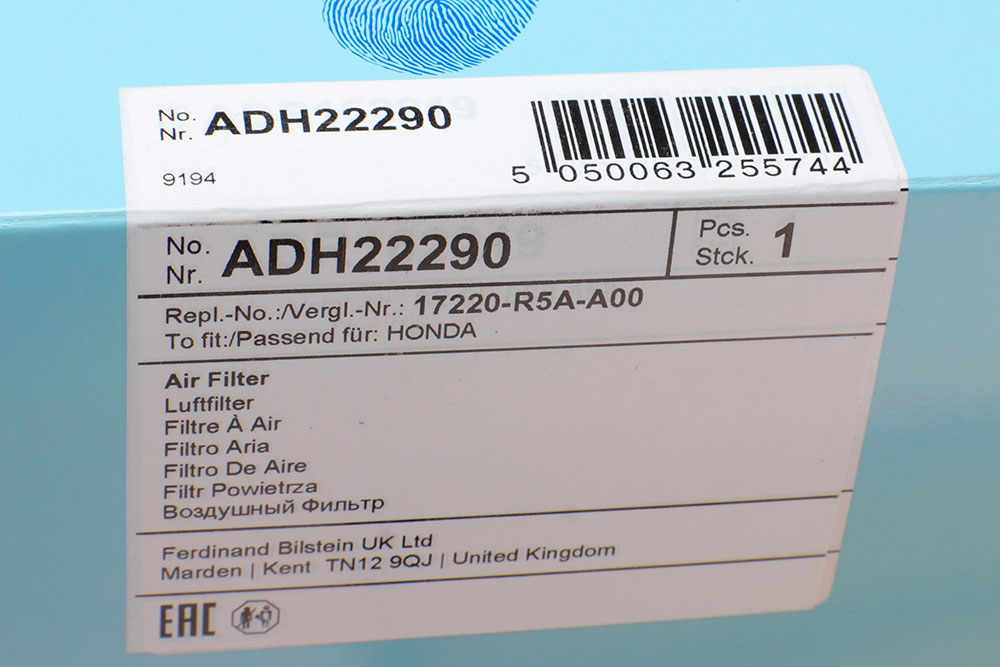 No.
Nr. ADH22290
9194
5 050063 255744
No.
Nr. ADH22290
Pcs.
Stck. 1
Repl.-No.:/Vergl.-Nr.: 17220-R5A-A00
To fit:/Passend für: HONDA
Air Filter
Luftfilter
Filtre À Air
Filtro Aria
Filtro De Aire
Filtr Powietrza
Воздушный Фильтр
Ferdinand Bilstein UK Ltd
Marden | Kent TN12 9QJ | United Kingdom
EAC